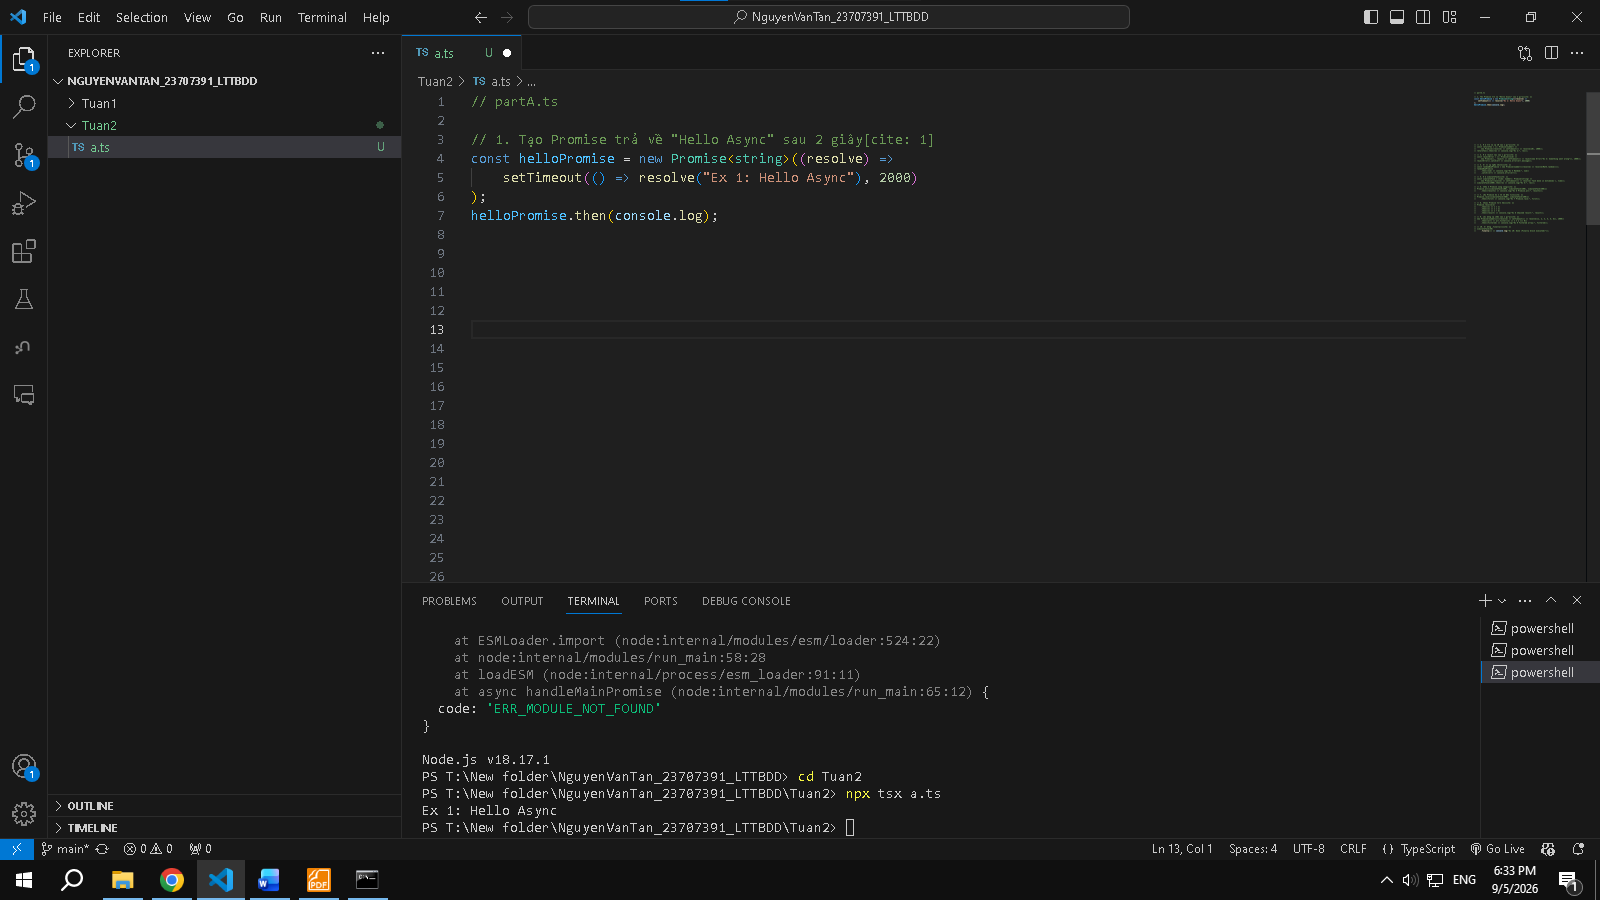 File Edit Selection View Go Run Terminal Help
NguyenVanTan_23707391_LTTBDD
EXPLORER
NGUYENVANTAN_23707391_LTTBDD
Tuan1
Tuan2
TS a.ts U
TS a.ts U
Tuan2 > TS a.ts > ...
1 // partA.ts
2
3 // 1. Tạo Promise trả về "Hello Async" sau 2 giây[cite: 1]
4 const helloPromise = new Promise<string>((resolve) =>
5 setTimeout(() => resolve("Ex 1: Hello Async"), 2000)
6 );
7 helloPromise.then(console.log);
8
9
10
11
12
13
14
15
16
17
18
19
20
21
22
23
24
25
26
PROBLEMS OUTPUT TERMINAL PORTS DEBUG CONSOLE
at ESMLoader.import (node:internal/modules/esm/loader:524:22)
at node:internal/modules/run_main:58:28
at loadESM (node:internal/process/esm_loader:91:11)
at async handleMainPromise (node:internal/modules/run_main:65:12) {
code: 'ERR_MODULE_NOT_FOUND'
}
Node.js v18.17.1
PS T:\New folder\NguyenVanTan_23707391_LTTBDD> cd Tuan2
PS T:\New folder\NguyenVanTan_23707391_LTTBDD\Tuan2> npx tsx a.ts
Ex 1: Hello Async
PS T:\New folder\NguyenVanTan_23707391_LTTBDD\Tuan2>
powershell
powershell
powershell
1
1
1
OUTLINE
TIMELINE
main* 0 0 0
Ln 13, Col 1 Spaces: 4 UTF-8 CRLF {} TypeScript Go Live
ENG
6:33 PM
9/5/2026
1